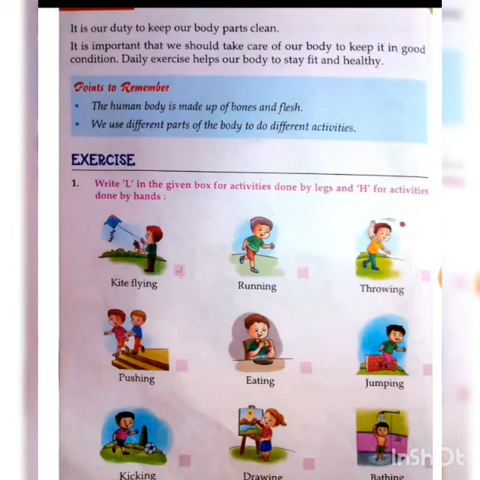 It is our duty to keep our body parts clean.
It is important that we should take care of our body to keep it in good
condition. Daily exercise helps our body to stay fit and healthy.
Points to Remember
• The human body is made up of bones and flesh.
• We use different parts of the body to do different activities.
EXERCISE
1. Write 'L' in the given box for activities done by legs and 'H' for activities
done by hands :
H
Kite flying Running Throwing
Pushing Eating Jumping
Kicking Drawing Bathing
InShOt